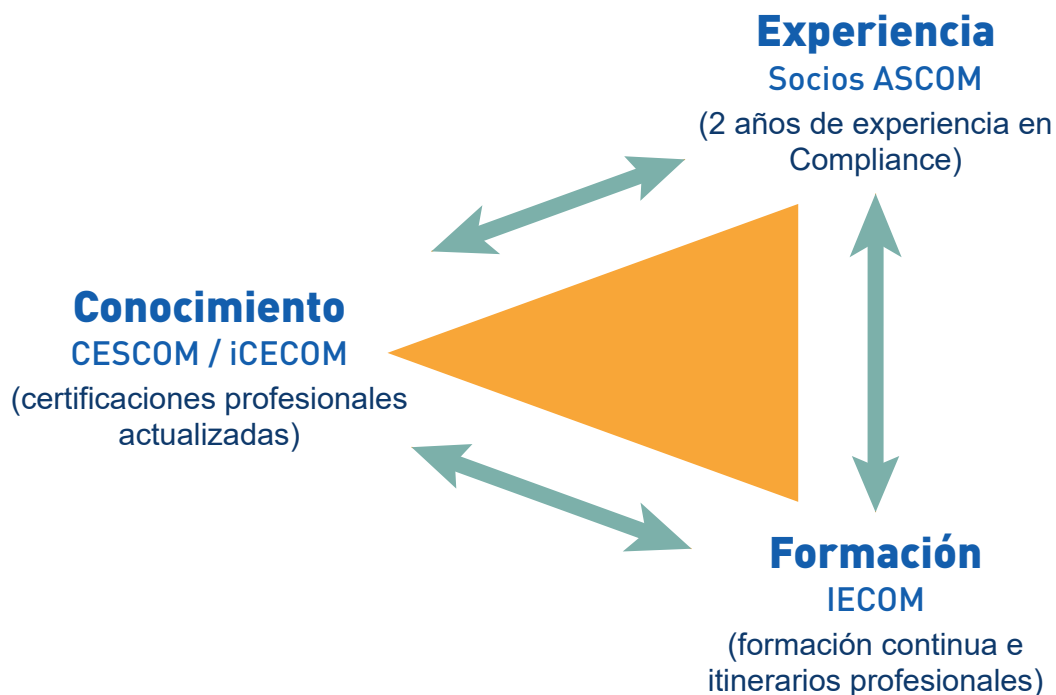 Experiencia
Socios ASCOM
(2 años de experiencia en
Compliance)
Conocimiento
CESCOM / iCECOM
(certificaciones profesionales
actualizadas)
Formación
IECOM
(formación continua e
itinerarios profesionales)